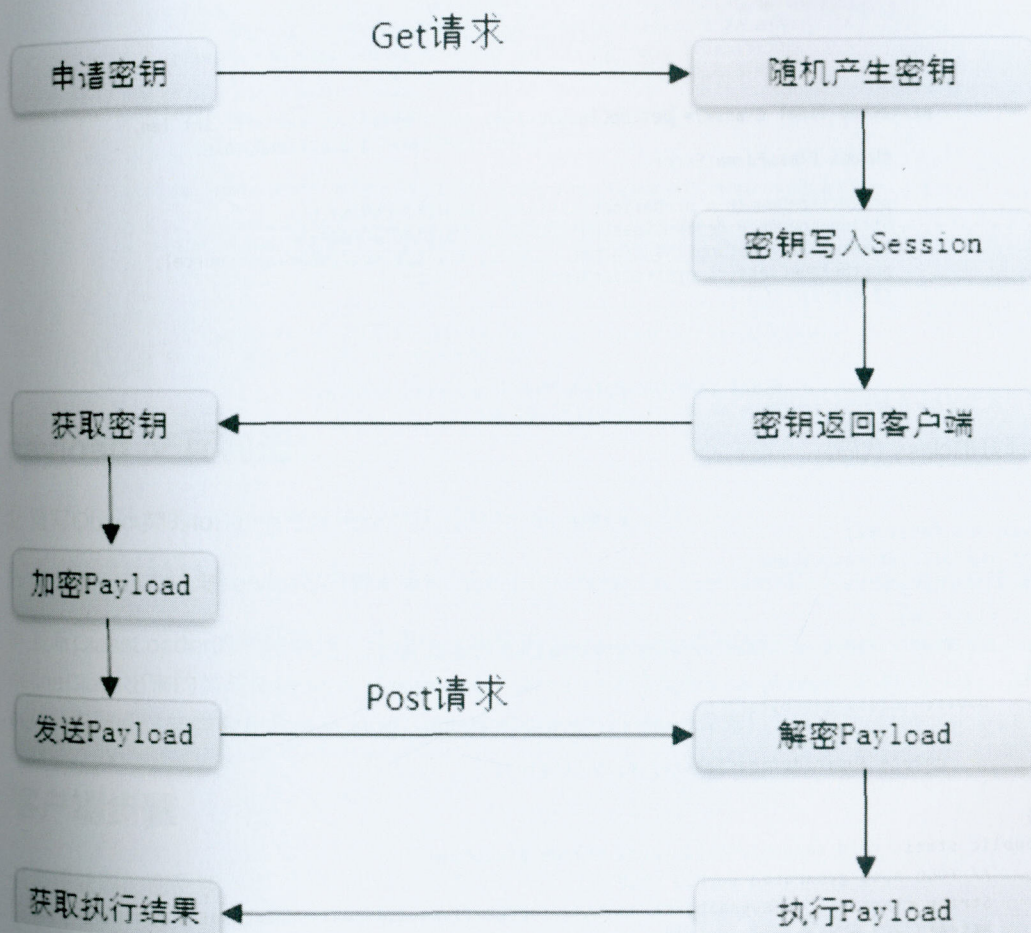 Get请求
申请密钥
随机产生密钥
密钥写入Session
获取密钥
密钥返回客户端
加密Payload
Post请求
发送Payload
解密Payload
获取执行结果
执行Payload